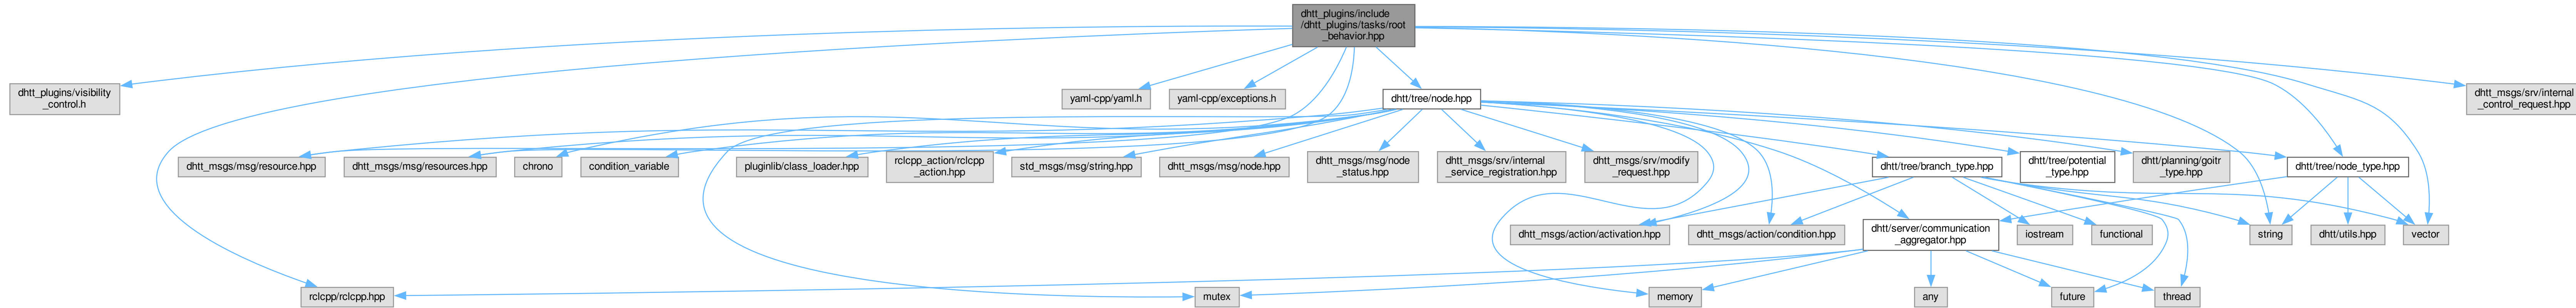 dhtt_plugins/include
/dhtt_plugins/tasks/root
_behavior.hpp
dhtt_plugins/visibility
_control.h
yaml-cpp/yaml.h
yaml-cpp/exceptions.h
dhtt/tree/node.hpp
dhtt_msgs/srv/internal
_control_request.hpp
dhtt_msgs/msg/resource.hpp
dhtt_msgs/msg/resources.hpp
chrono
condition_variable
pluginlib/class_loader.hpp
rclcpp_action/rclcpp
_action.hpp
std_msgs/msg/string.hpp
dhtt_msgs/msg/node.hpp
dhtt_msgs/msg/node
_status.hpp
dhtt_msgs/srv/internal
_service_registration.hpp
dhtt_msgs/srv/modify
_request.hpp
dhtt/tree/branch_type.hpp
dhtt/tree/potential
_type.hpp
dhtt/planning/goitr
_type.hpp
dhtt/tree/node_type.hpp
dhtt_msgs/action/activation.hpp
dhtt_msgs/action/condition.hpp
dhtt/server/communication
_aggregator.hpp
iostream
functional
string
dhtt/utils.hpp
vector
rclcpp/rclcpp.hpp
mutex
memory
any
future
thread